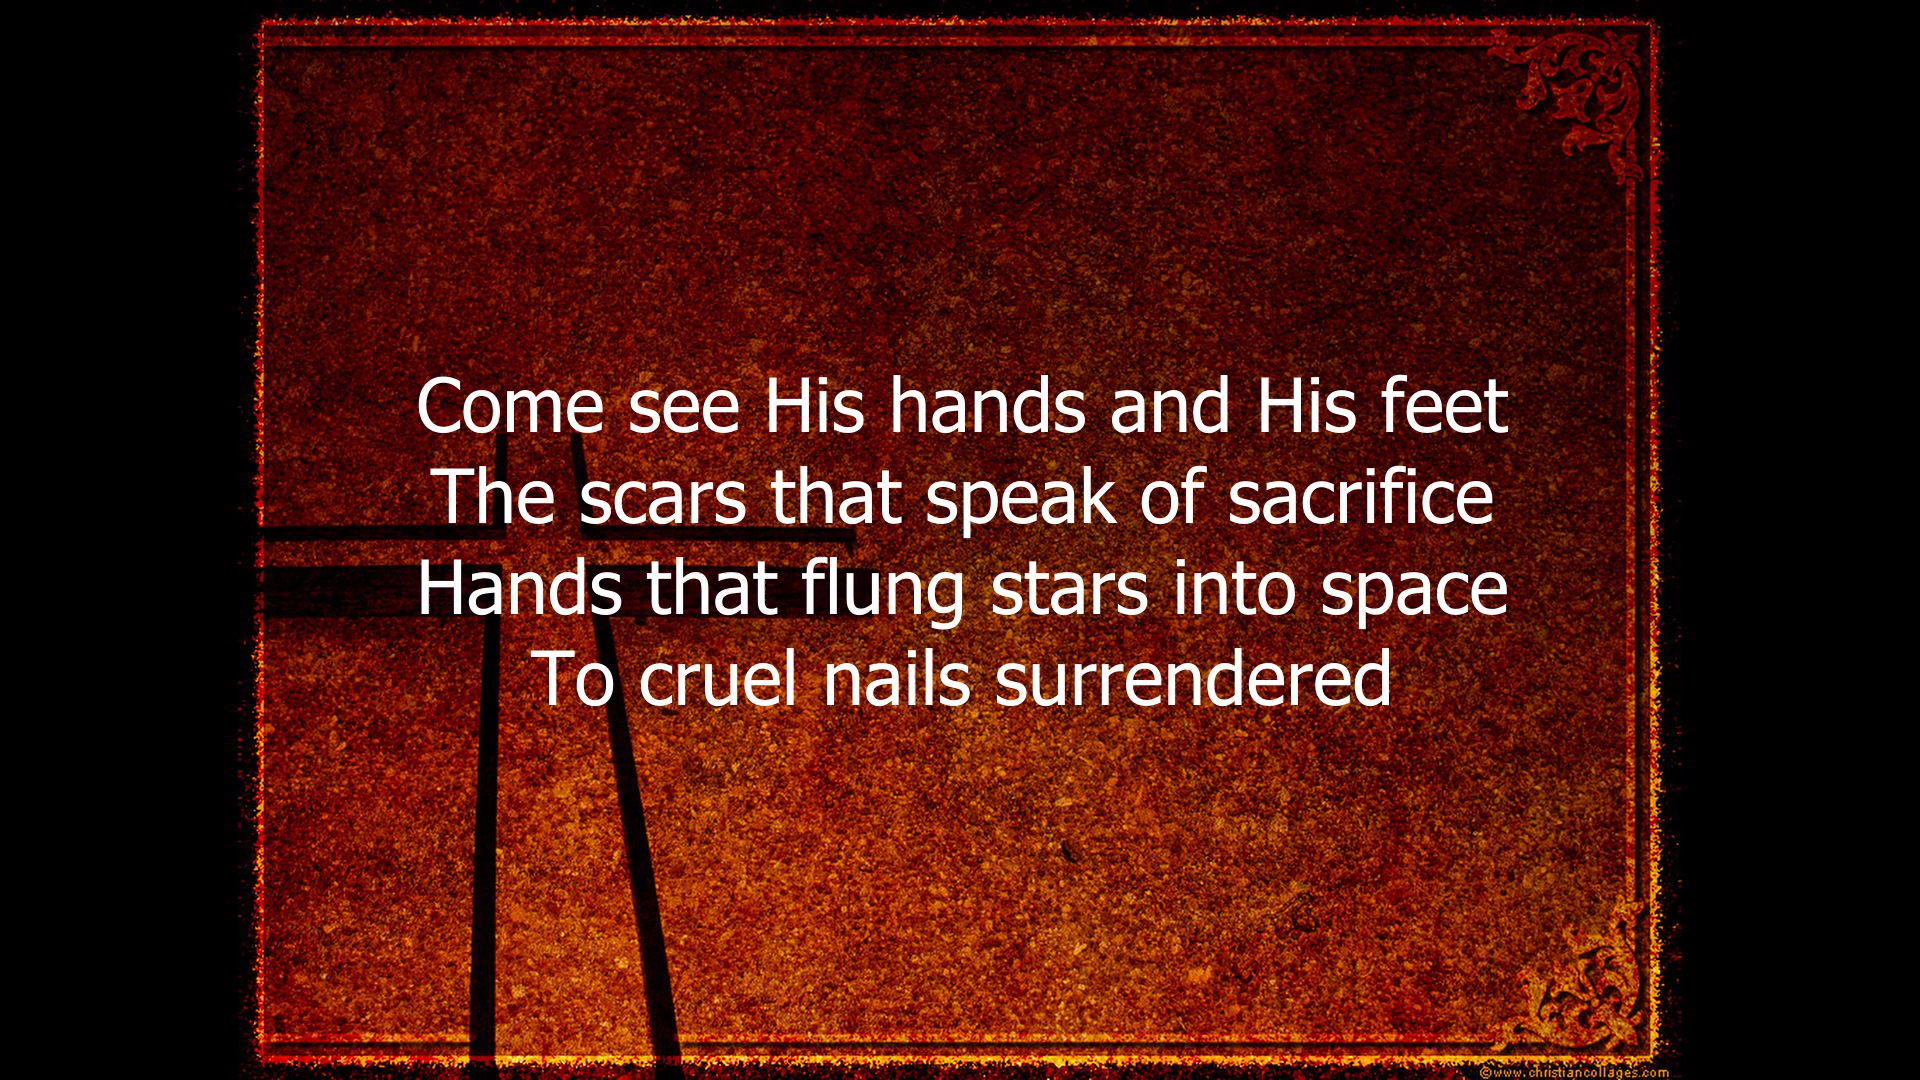 Come see His hands and His feet
The scars that speak of sacrifice
Hands that flung stars into space
To cruel nails surrendered
©www.christiancollages.com